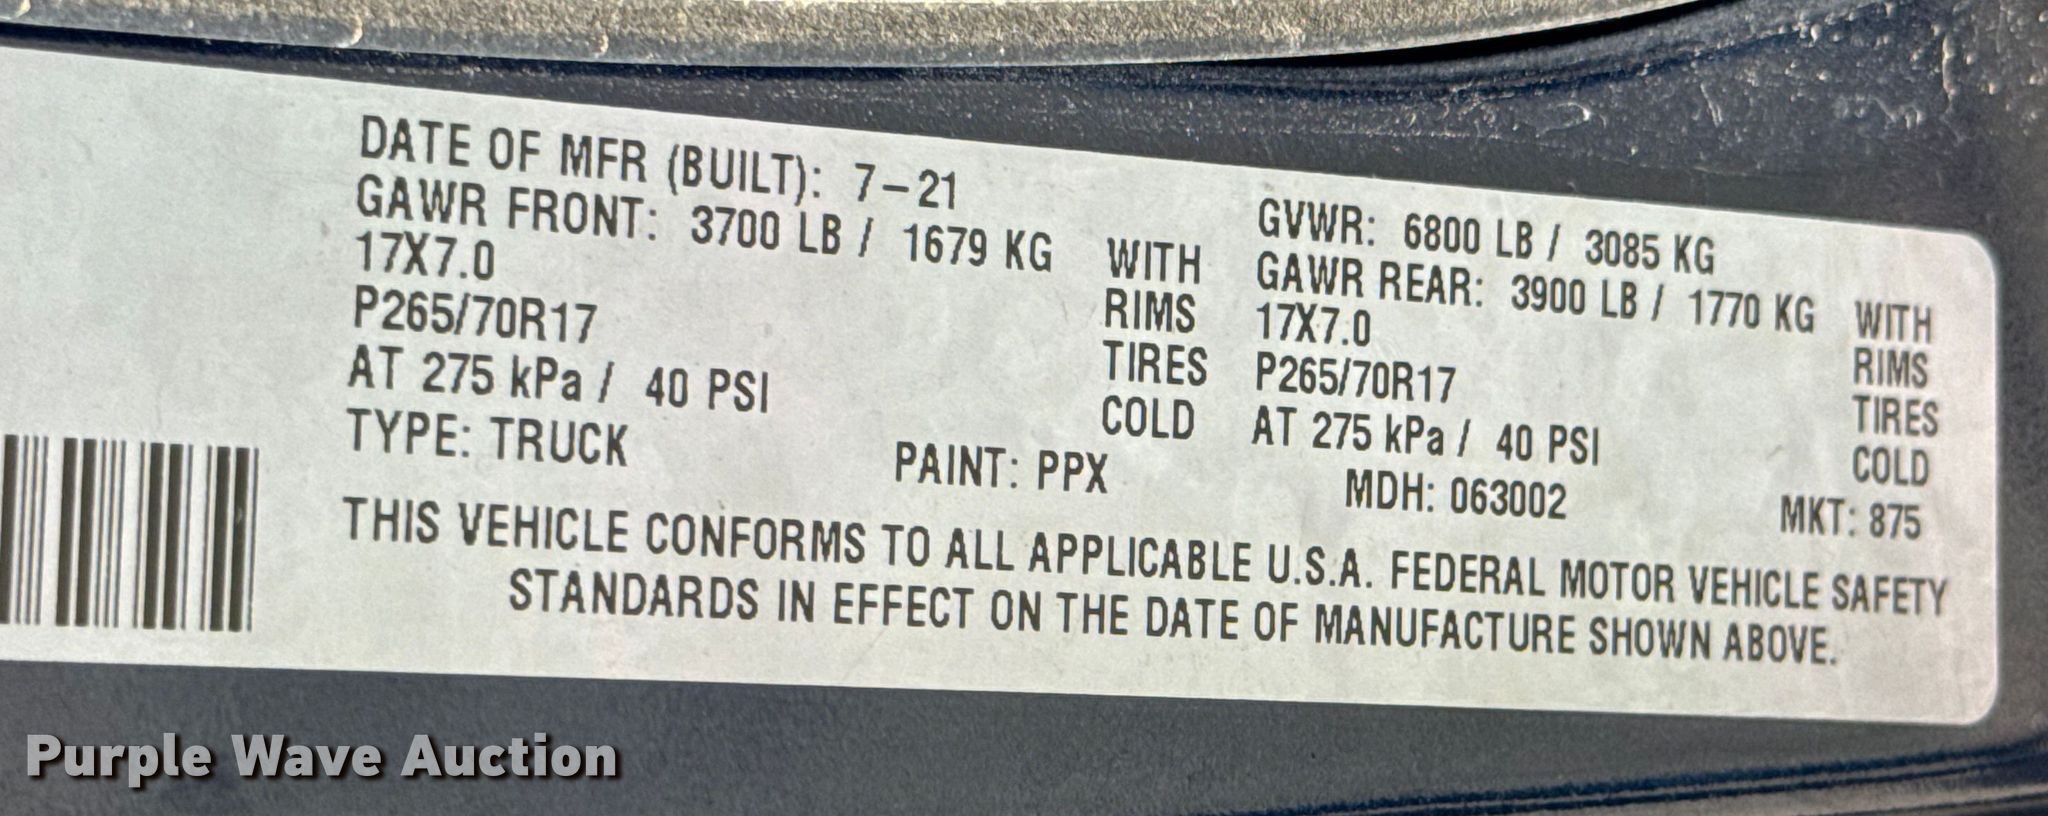 DATE OF MFR (BUILT): 7-21
GAWR FRONT: 3700 LB / 1679 KG WITH
17X7.0 RIMS
P265/70R17 TIRES
AT 275 kPa / 40 PSI COLD
GVWR: 6800 LB / 3085 KG
GAWR REAR: 3900 LB / 1770 KG WITH
17X7.0 RIMS
P265/70R17 TIRES
AT 275 kPa / 40 PSI COLD
TYPE: TRUCK PAINT: PPX MDH: 063002 MKT: 875
THIS VEHICLE CONFORMS TO ALL APPLICABLE U.S.A. FEDERAL MOTOR VEHICLE SAFETY
STANDARDS IN EFFECT ON THE DATE OF MANUFACTURE SHOWN ABOVE.
Purple Wave Auction